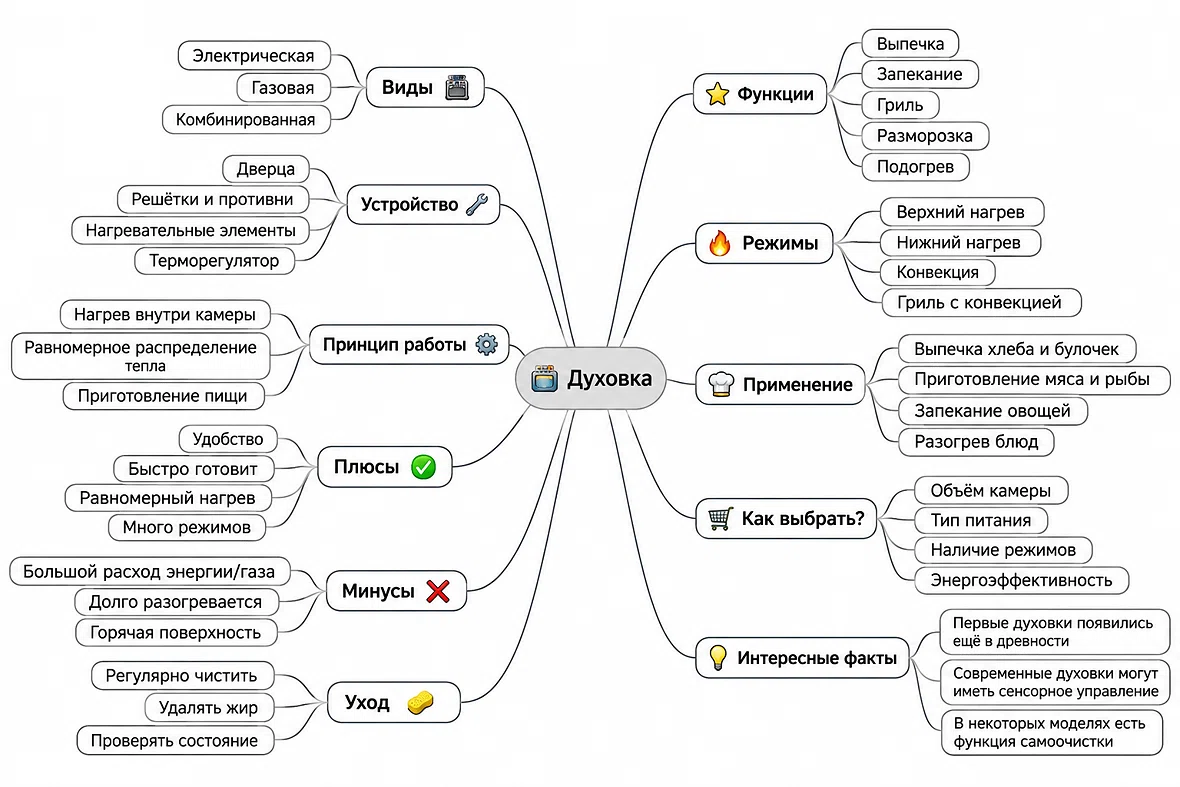 Духовка
Виды
Электрическая
Газовая
Комбинированная
Устройство
Дверца
Решётки и противни
Нагревательные элементы
Терморегулятор
Принцип работы
Нагрев внутри камеры
Равномерное распределение
тепла
Приготовление пищи
Плюсы
Удобство
Быстро готовит
Равномерный нагрев
Много режимов
Минусы
Большой расход энергии/газа
Долго разогревается
Горячая поверхность
Уход
Регулярно чистить
Удалять жир
Проверять состояние
Функции
Выпечка
Запекание
Гриль
Разморозка
Подогрев
Режимы
Верхний нагрев
Нижний нагрев
Конвекция
Гриль с конвекцией
Применение
Выпечка хлеба и булочек
Приготовление мяса и рыбы
Запекание овощей
Разогрев блюд
Как выбрать?
Объём камеры
Тип питания
Наличие режимов
Энергоэффективность
Интересные факты
Первые духовки появились
ещё в древности
Современные духовки могут
иметь сенсорное управление
В некоторых моделях есть
функция самоочистки